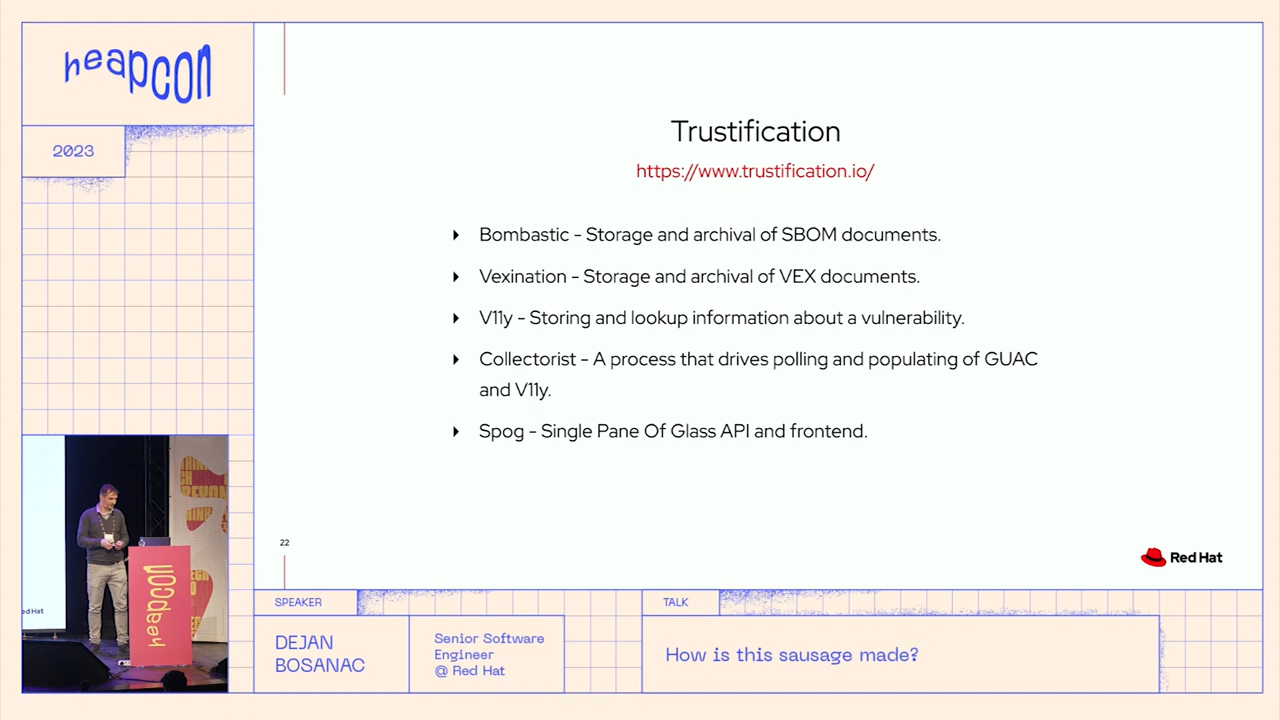 heapcon
2023
Trustification
https://www.trustification.io/
Bombastic - Storage and archival of SBOM documents.
Vexination - Storage and archival of VEX documents.
V11y - Storing and lookup information about a vulnerability.
Collectorist - A process that drives polling and populating of GUAC
and V11y.
Spog - Single Pane Of Glass API and frontend.
22
Red Hat
edHat
heapcon
SPEAKER
DEJAN
BOSANAC
Senior Software
Engineer
@ Red Hat
TALK
How is this sausage made?